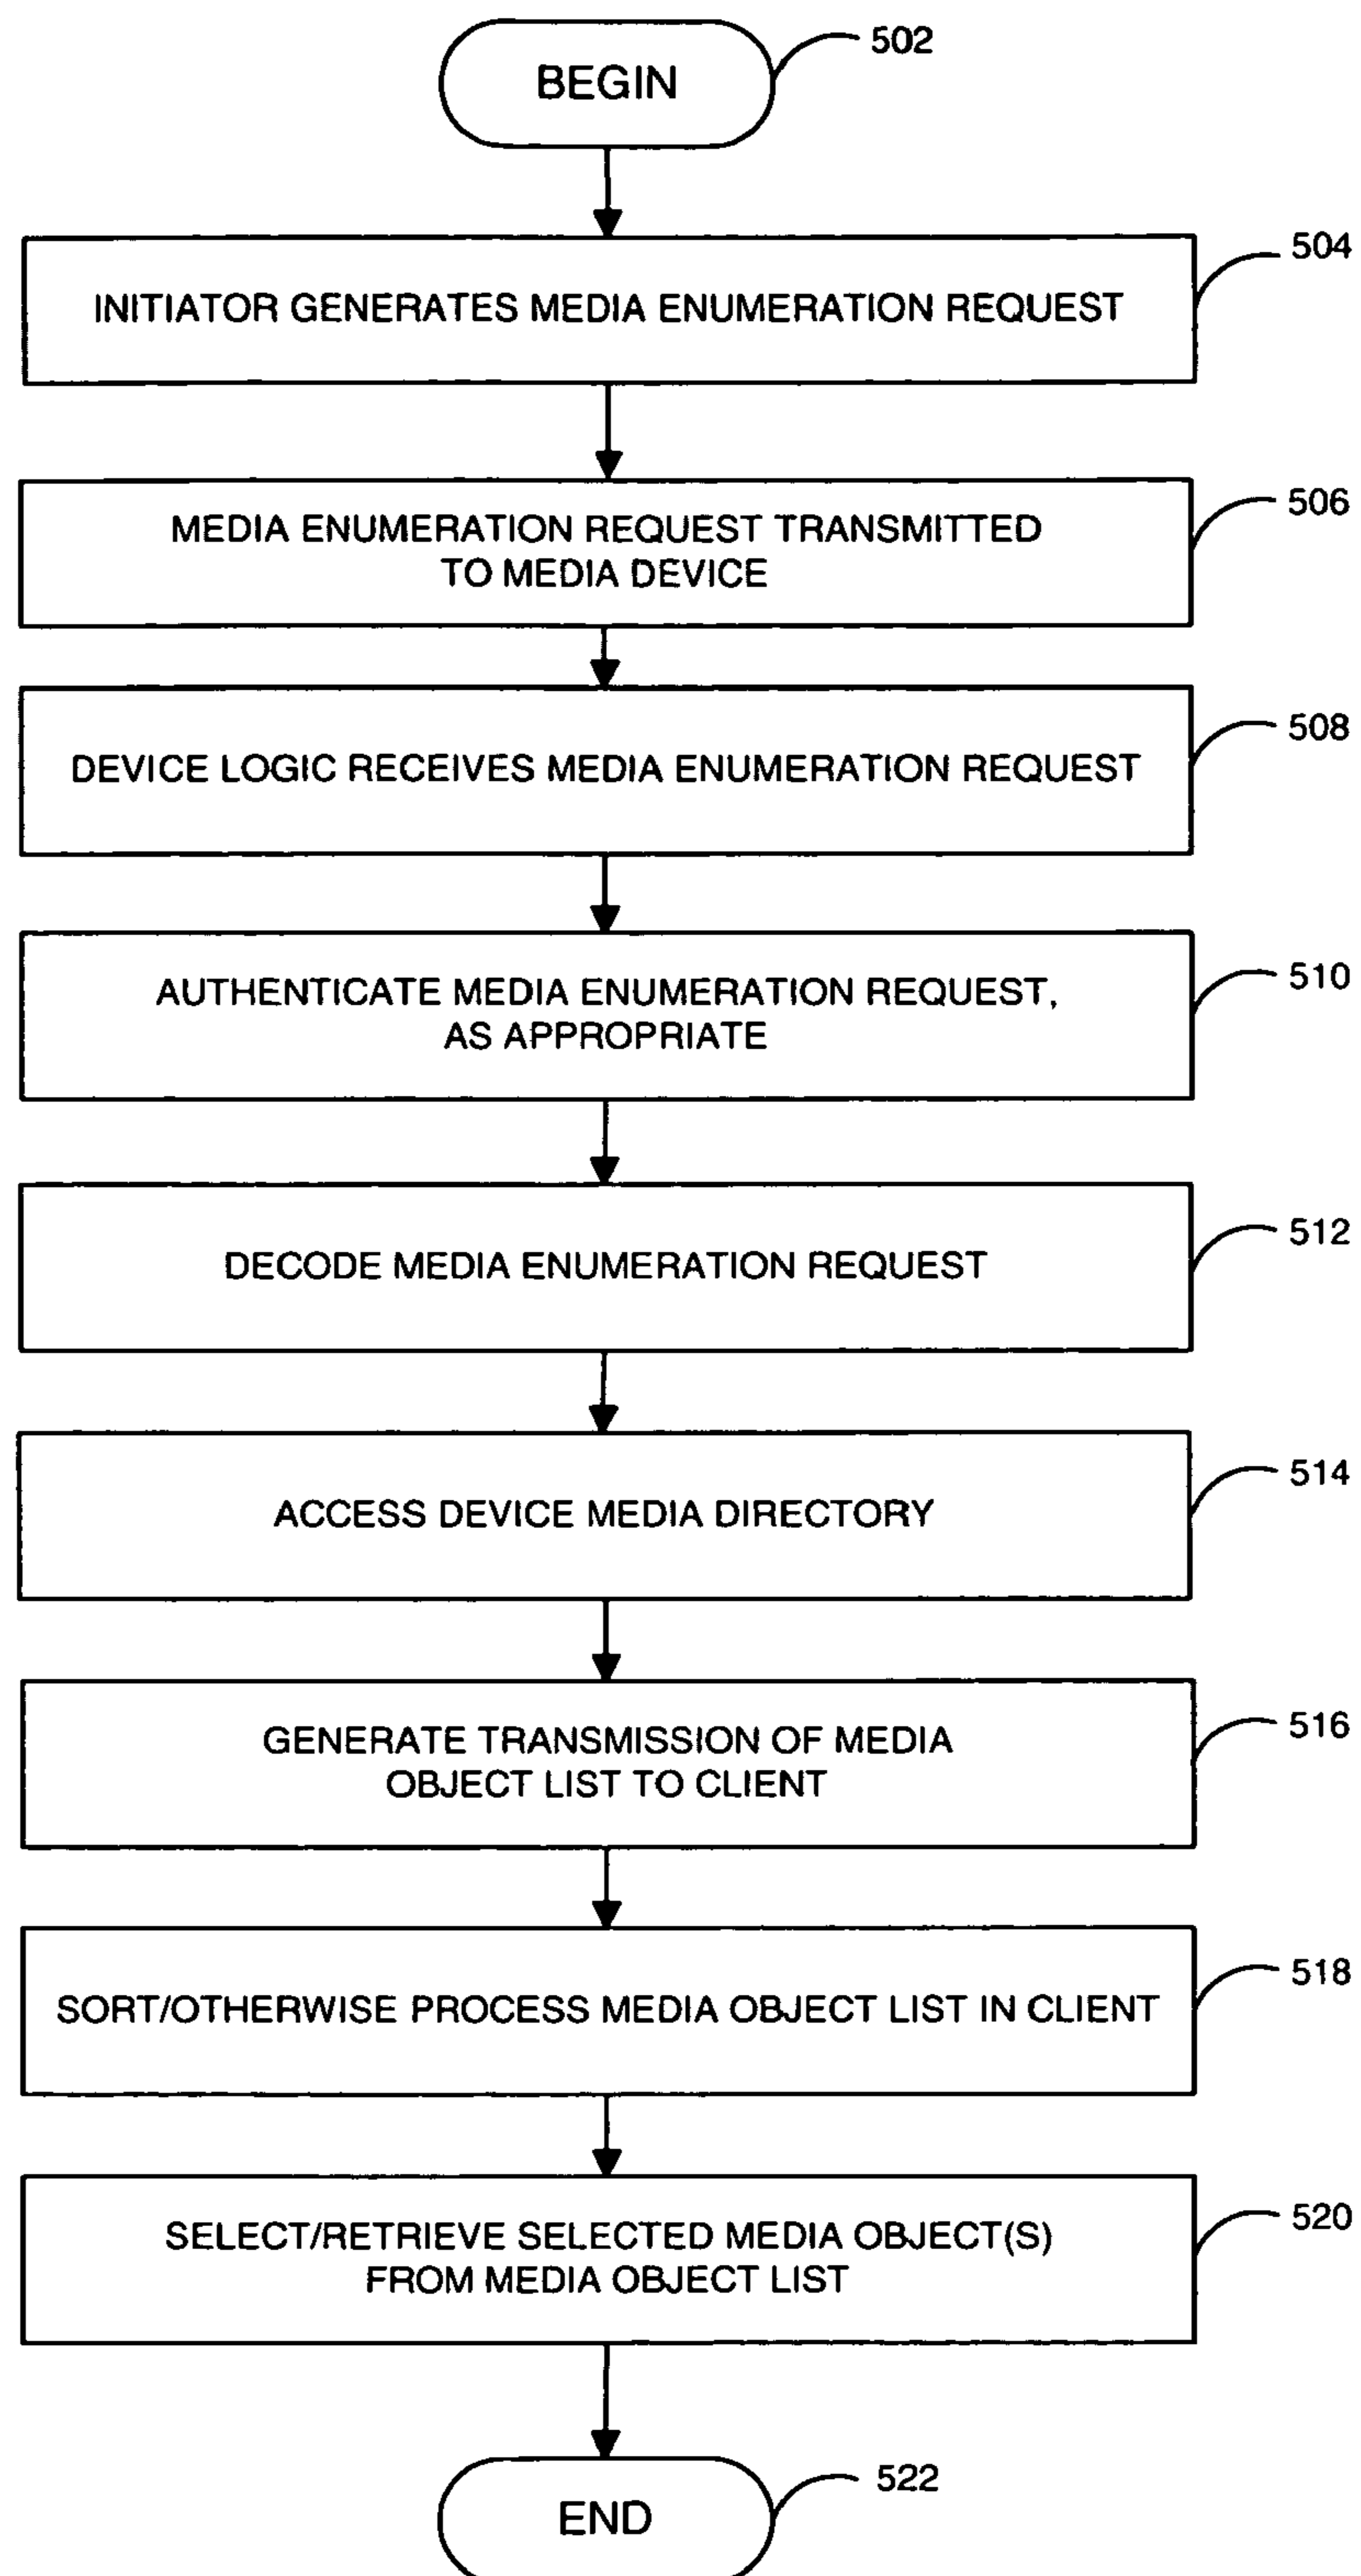 BEGIN
502
INITIATOR GENERATES MEDIA ENUMERATION REQUEST
504
MEDIA ENUMERATION REQUEST TRANSMITTED
TO MEDIA DEVICE
506
DEVICE LOGIC RECEIVES MEDIA ENUMERATION REQUEST
508
AUTHENTICATE MEDIA ENUMERATION REQUEST,
AS APPROPRIATE
510
DECODE MEDIA ENUMERATION REQUEST
512
ACCESS DEVICE MEDIA DIRECTORY
514
GENERATE TRANSMISSION OF MEDIA
OBJECT LIST TO CLIENT
516
SORT/OTHERWISE PROCESS MEDIA OBJECT LIST IN CLIENT
518
SELECT/RETRIEVE SELECTED MEDIA OBJECT(S)
FROM MEDIA OBJECT LIST
520
END
522